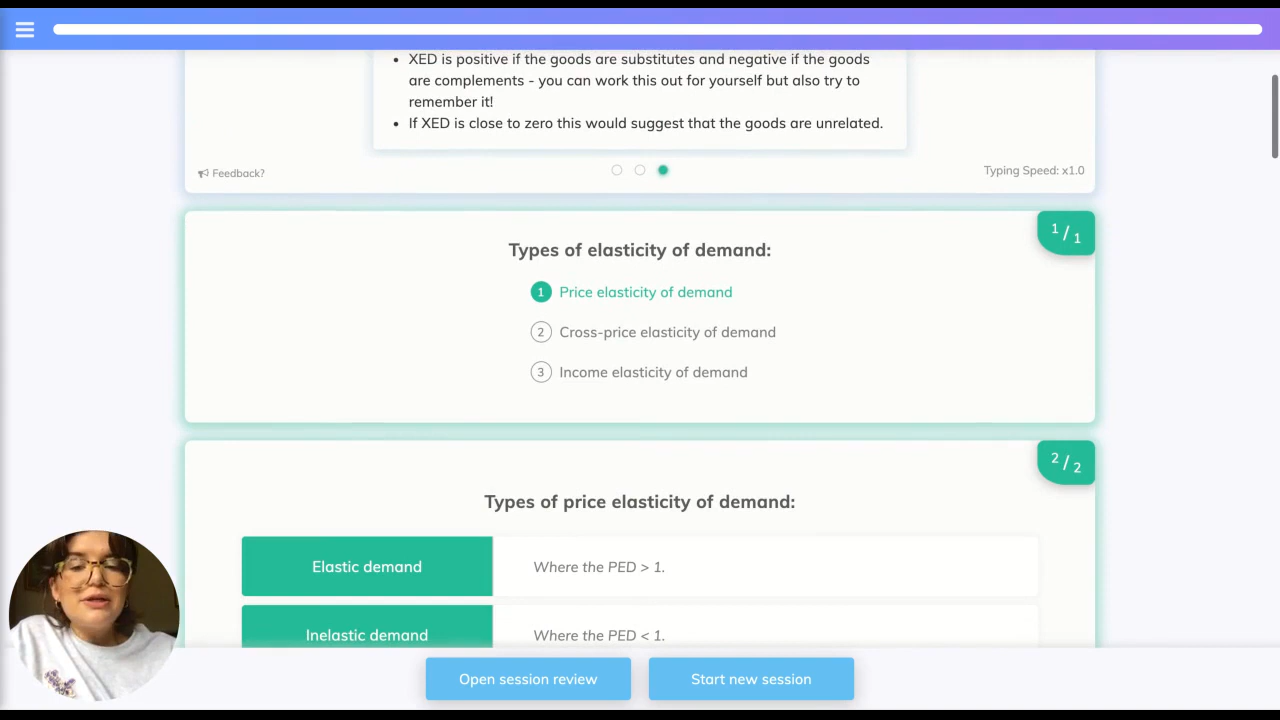 • XED is positive if the goods are substitutes and negative if the goods
are complements - you can work this out for yourself but also try to
remember it!
• If XED is close to zero this would suggest that the goods are unrelated.
Feedback?
Typing Speed: x1.0
1 / 1
Types of elasticity of demand:
1 Price elasticity of demand
2 Cross-price elasticity of demand
3 Income elasticity of demand
2 / 2
Types of price elasticity of demand:
Elastic demand
Where the PED > 1.
Inelastic demand
Where the PED < 1.
Open session review
Start new session